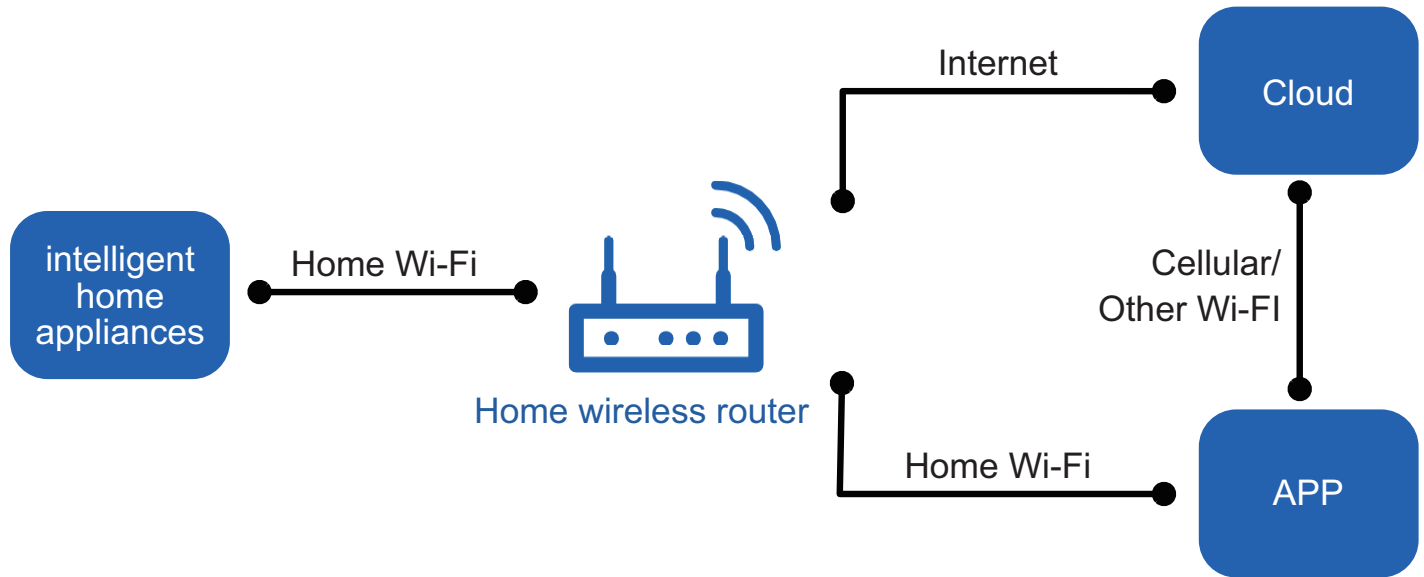 Internet
Cloud
intelligent
home
appliances
Home Wi-Fi
Cellular/
Other Wi-FI
Home wireless router
Home Wi-Fi
APP